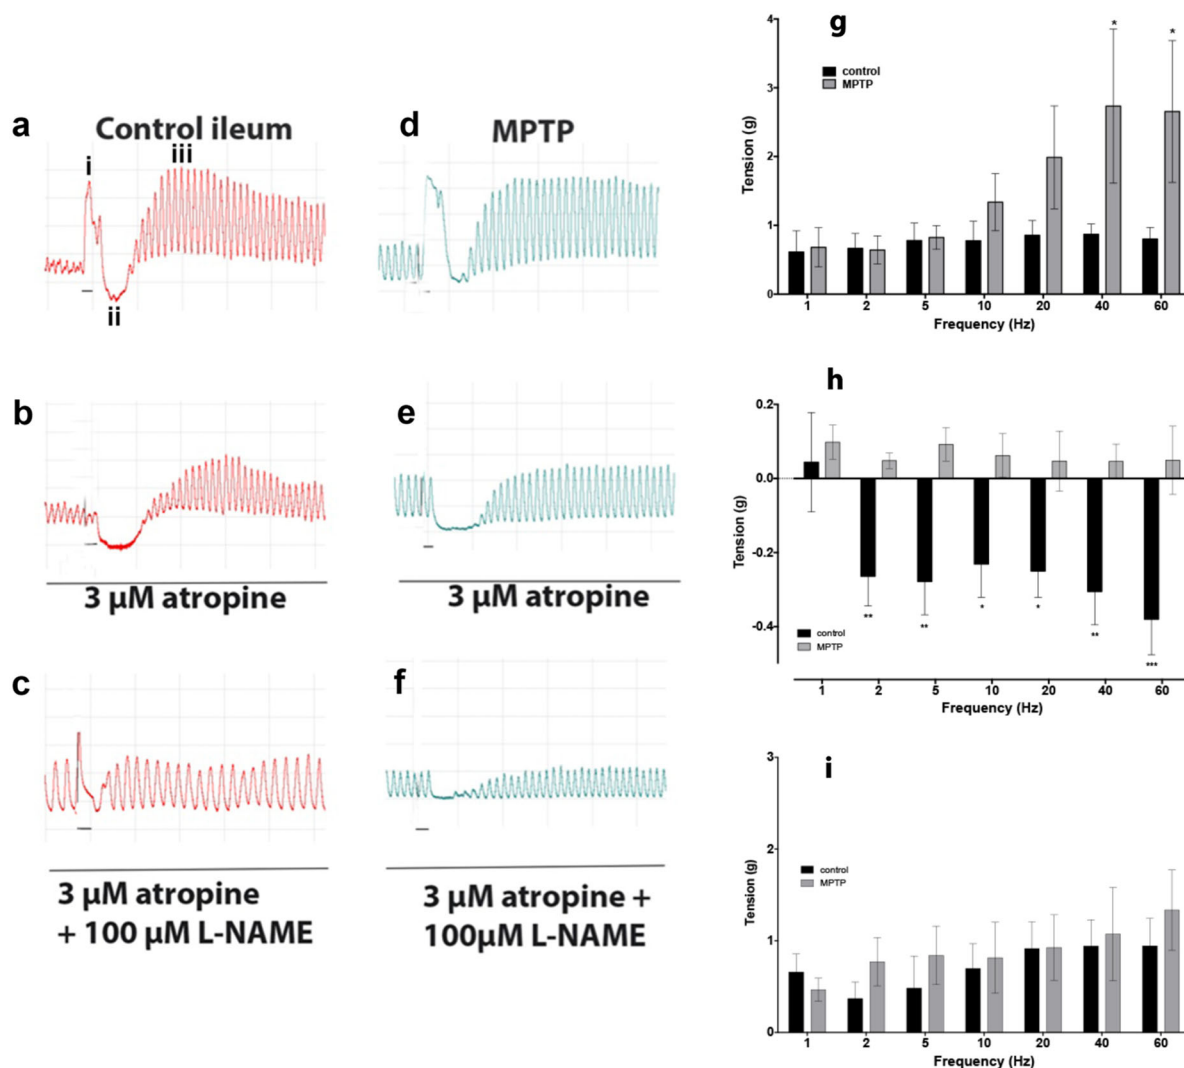 a
Control ileum
i
iii
ii
d
MPTP
b
3 µM atropine
e
3 µM atropine
c
3 µM atropine
+ 100 µM L-NAME
f
3 µM atropine +
100µM L-NAME
g
control
MPTP
*
*
4
3
2
1
0
Tension (g)
1 2 5 10 20 40 60
Frequency (Hz)
h
0.2
0.0
-0.2
-0.4
Tension (g)
** ** * * ** ***
control
MPTP
1 2 5 10 20 40 60
Frequency (Hz)
i
3
2
1
0
Tension (g)
control
MPTP
1 2 5 10 20 40 60
Frequency (Hz)